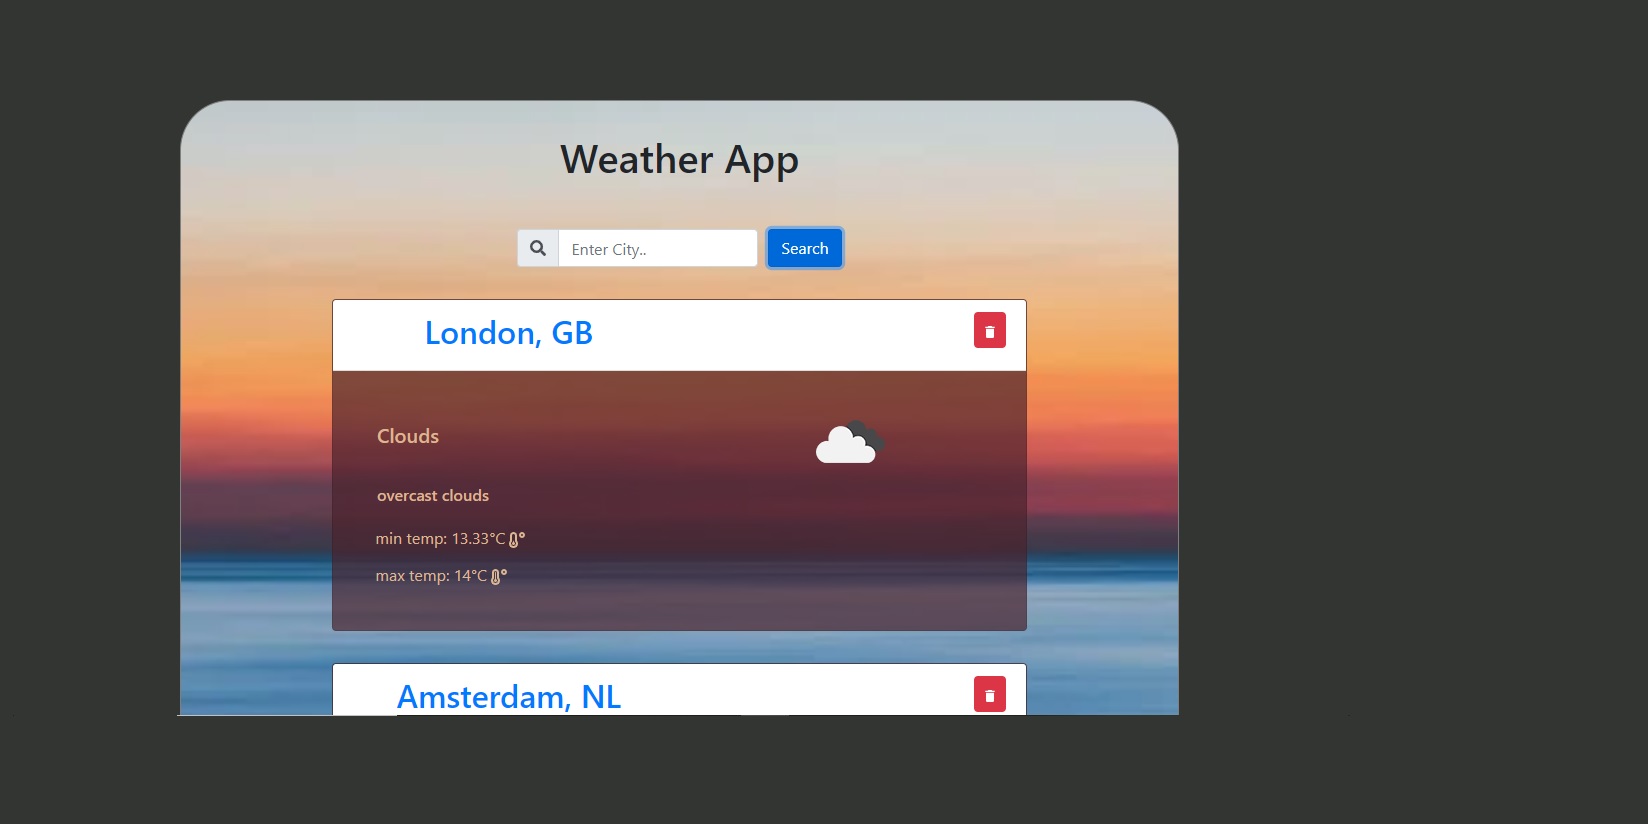 Weather App
Enter City..
Search
London, GB
Clouds
overcast clouds
min temp: 13.33°C
max temp: 14°C
Amsterdam, NL